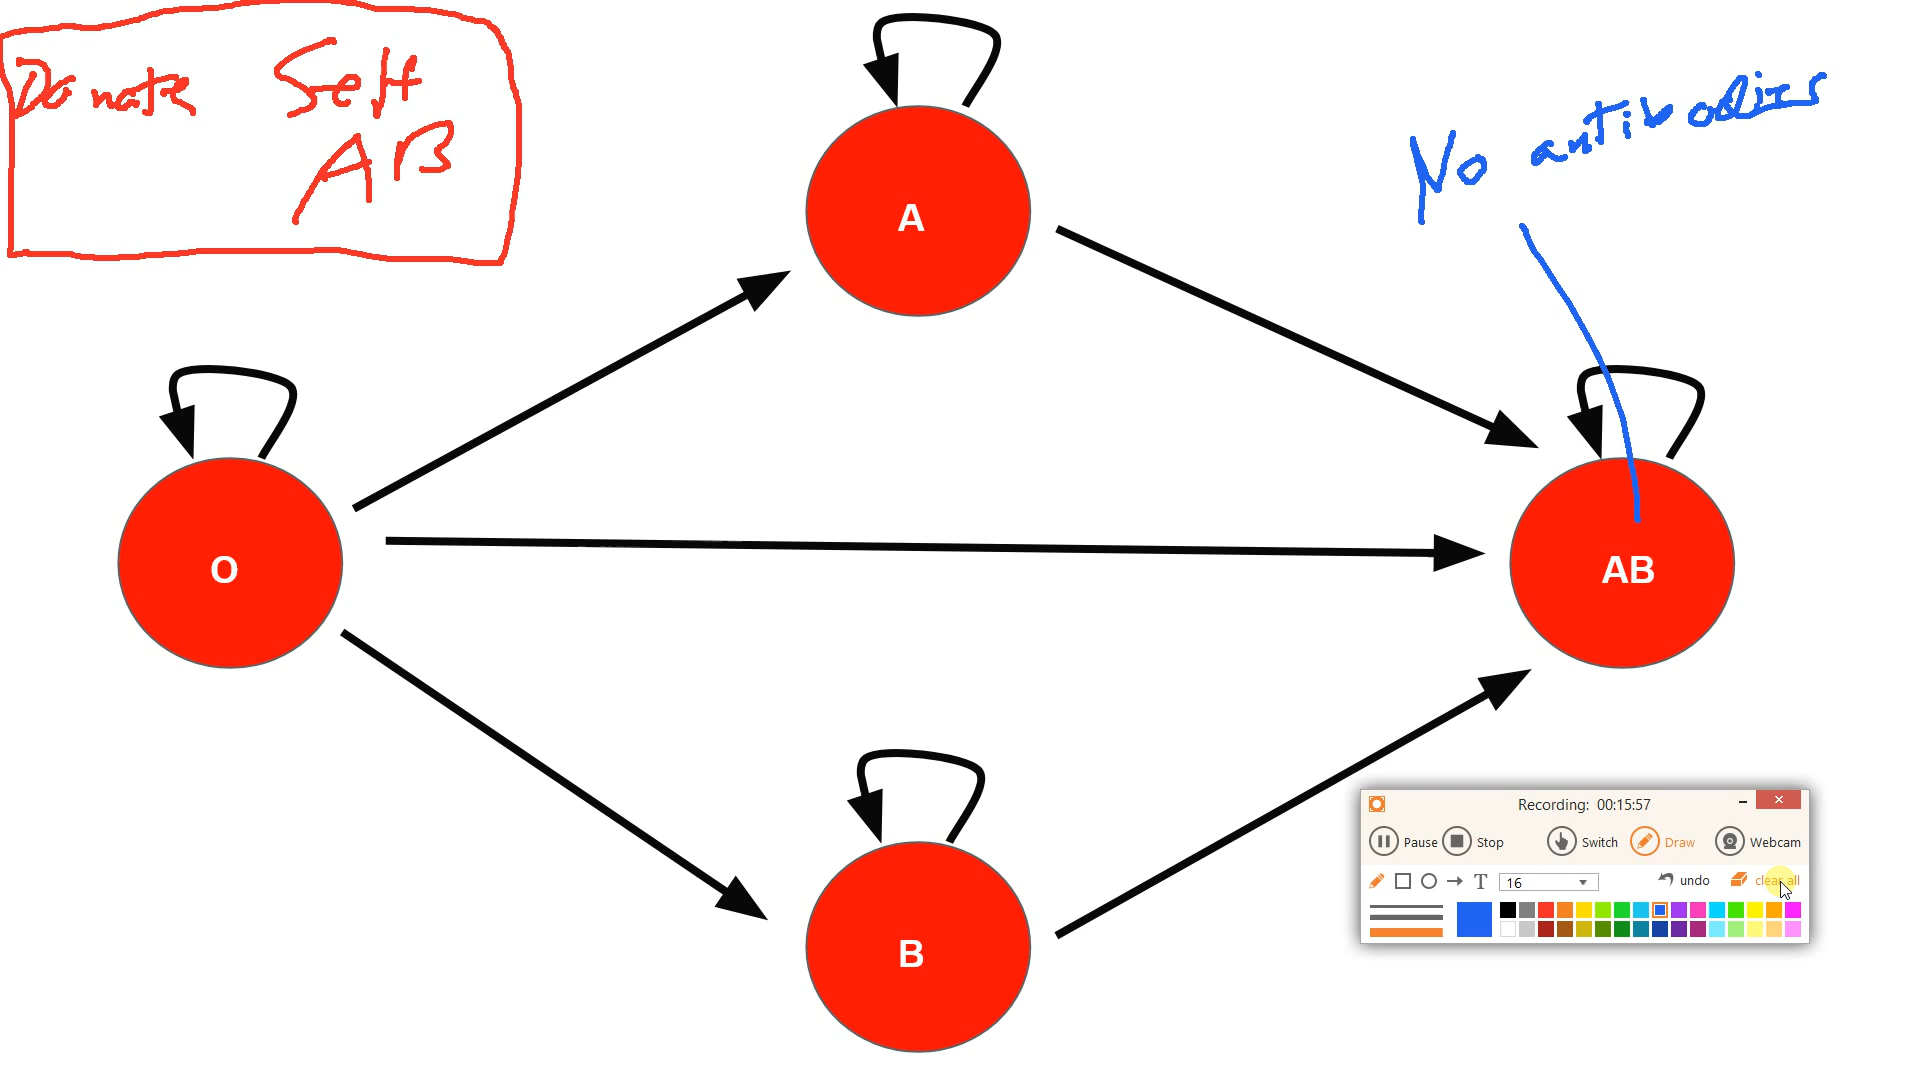 Donate Self
AB
No antibodies
A
O
AB
B
Recording: 00:15:57
Pause Stop Switch Draw Webcam
T 16 undo clear all